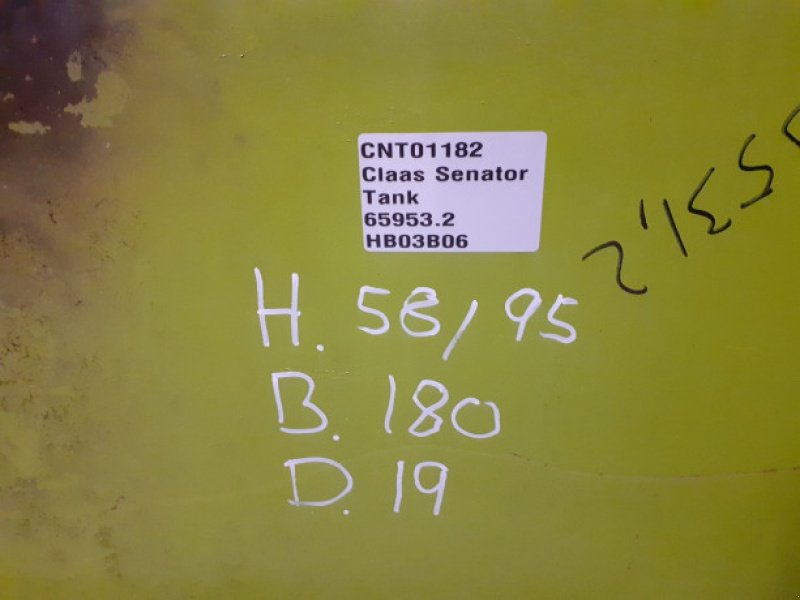 CNT01182
Claas Senator
Tank
65953.2
HB03B06
H. 58/95
B. 180
D. 19